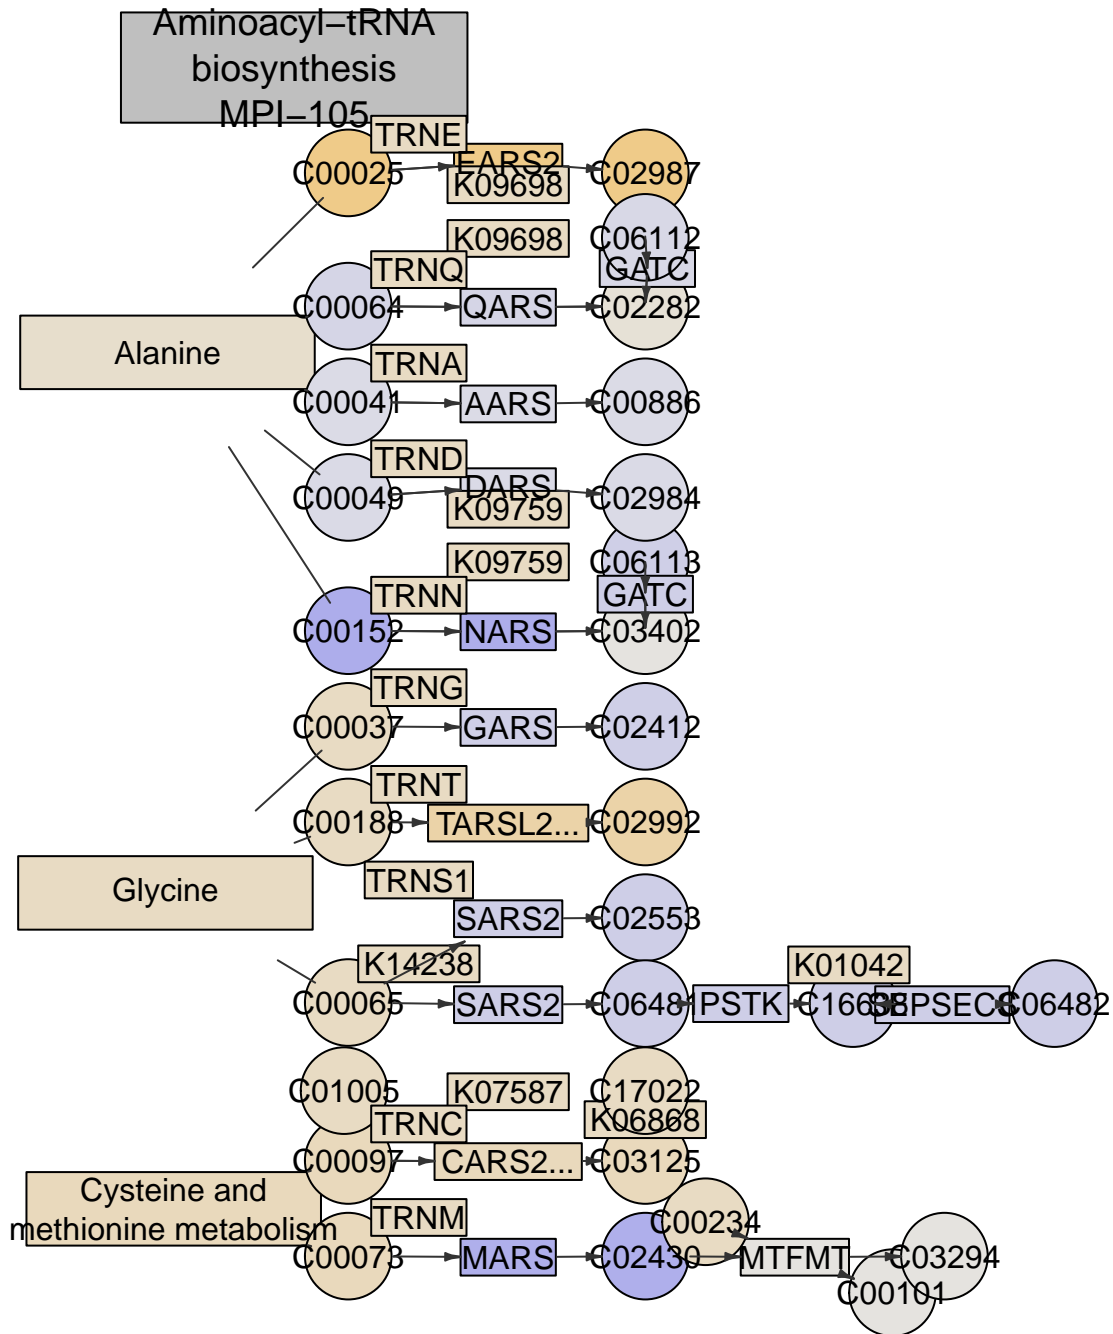 Aminoacyl−tRNA
biosynthesis
MPI−105
TRNE
C00025
EARS2
K09698
C02987
K09698
C06112
TRNQ
GATC
C00064
QARS
C02282
Alanine
TRNA
C00041
AARS
C00886
TRND
C00049
DARS
K09759
C02984
K09759
C06113
TRNN
GATC
C00152
NARS
C03402
TRNG
C00037
GARS
C02412
TRNT
C00188
TARSL2...
C02992
Glycine
TRNS1
SARS2
C02553
K14238
K01042
C00065
SARS2
C06481
PSTK
SEPSECS
C06482
C01005
K07587
C17022
TRNC
K06868
C00097
CARS2...
C03125
Cysteine and
methionine metabolism
TRNM
C00234
C00073
MARS
C02430
MTFMT
C03294
C00101